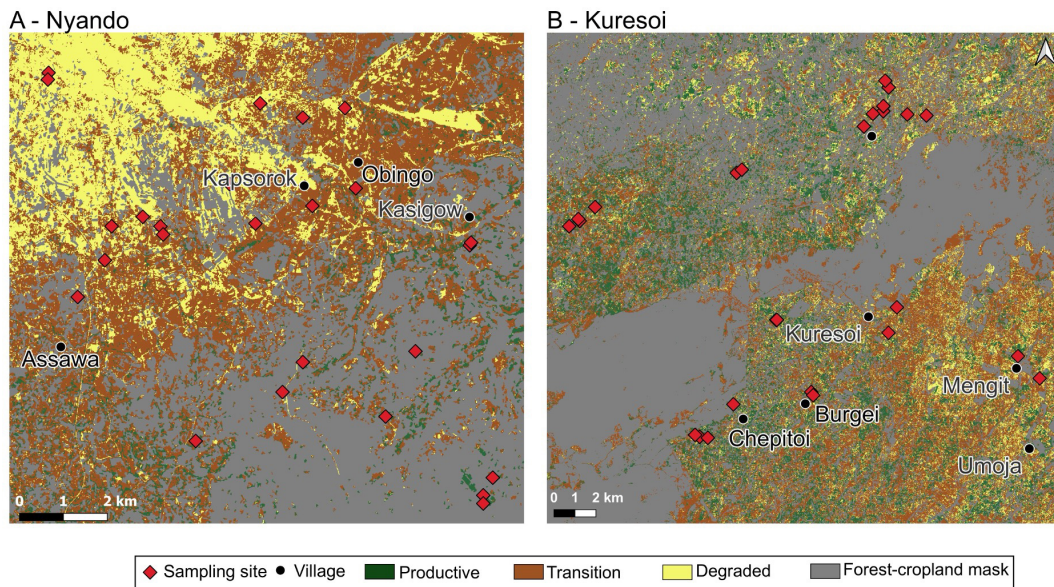 A - Nyando
B - Kuresoi
Kapsorok
Obingo
Kasigow
Assawa
Kuresoi
Mengit
Burgei
Chepitoi
Umoja
0 1 2 km
0 1 2 km
Sampling site
Village
Productive
Transition
Degraded
Forest-cropland mask